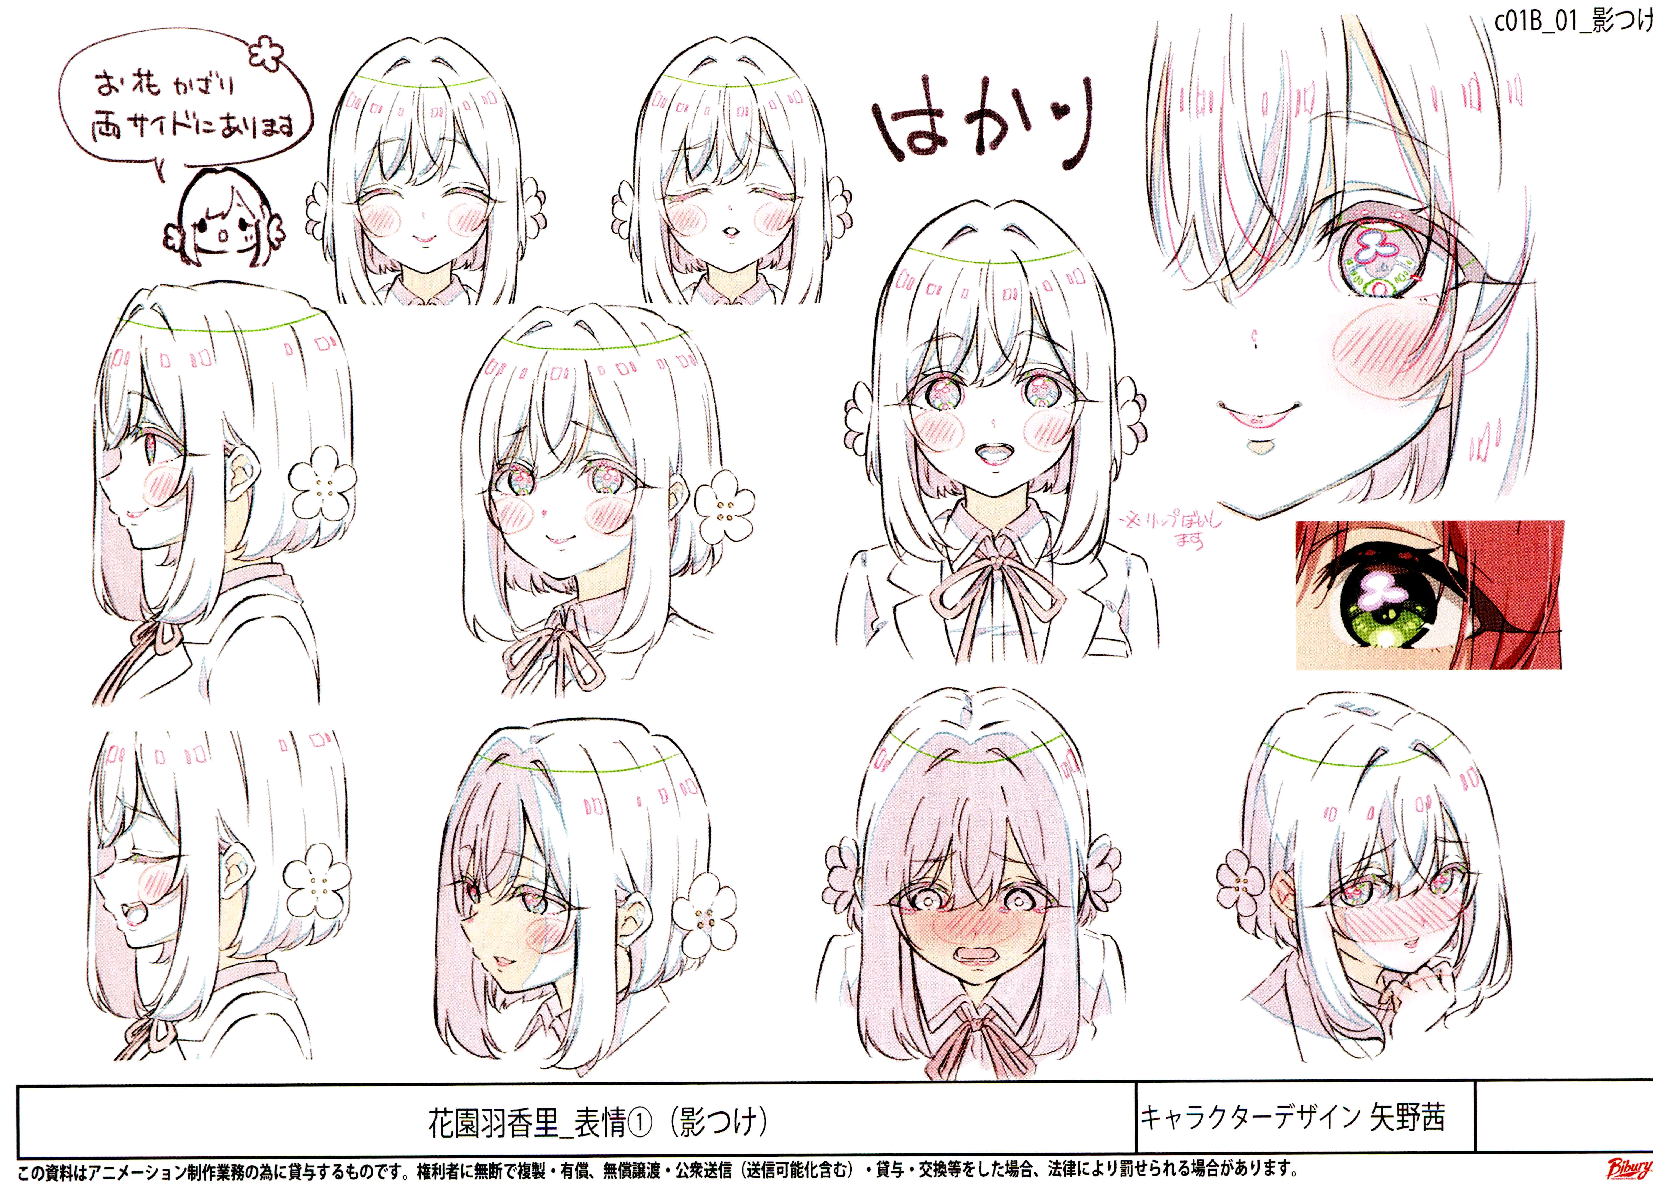 c01B_01_影つけ
お花かざり
両サイドにあります
はかり
※リップぽいし
ます
花園羽香里_表情①（影つけ）
キャラクターデザイン 矢野茜
この資料はアニメーション制作業務の為に貸与するものです。権利者に無断で複製・有償、無償譲渡・公衆送信（送信可能化含む）・貸与・交換等をした場合、法律により罰せられる場合があります。
Bibury